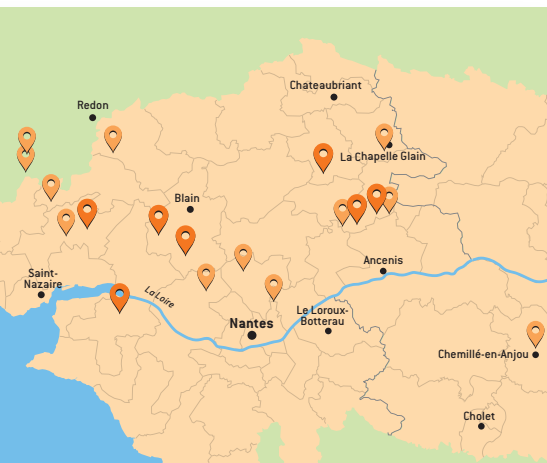 Chateaubriant
Redon
La Chapelle Glain
Blain
Ancenis
Saint-
Nazaire
La Loire
Le Loroux-
Botterau
Nantes
Chemillé-en-Anjou
Cholet